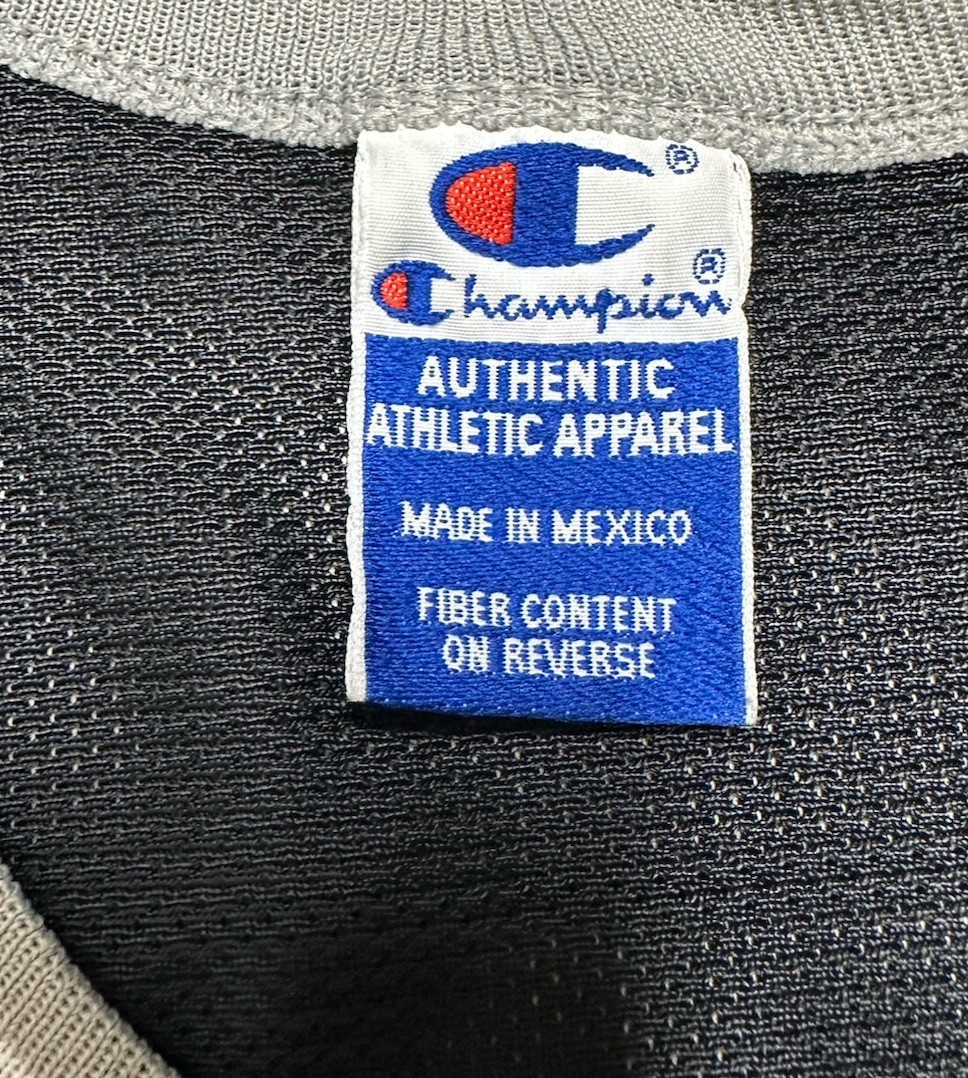 ®
Champion®
AUTHENTIC
ATHLETIC APPAREL
MADE IN MEXICO
FIBER CONTENT
ON REVERSE